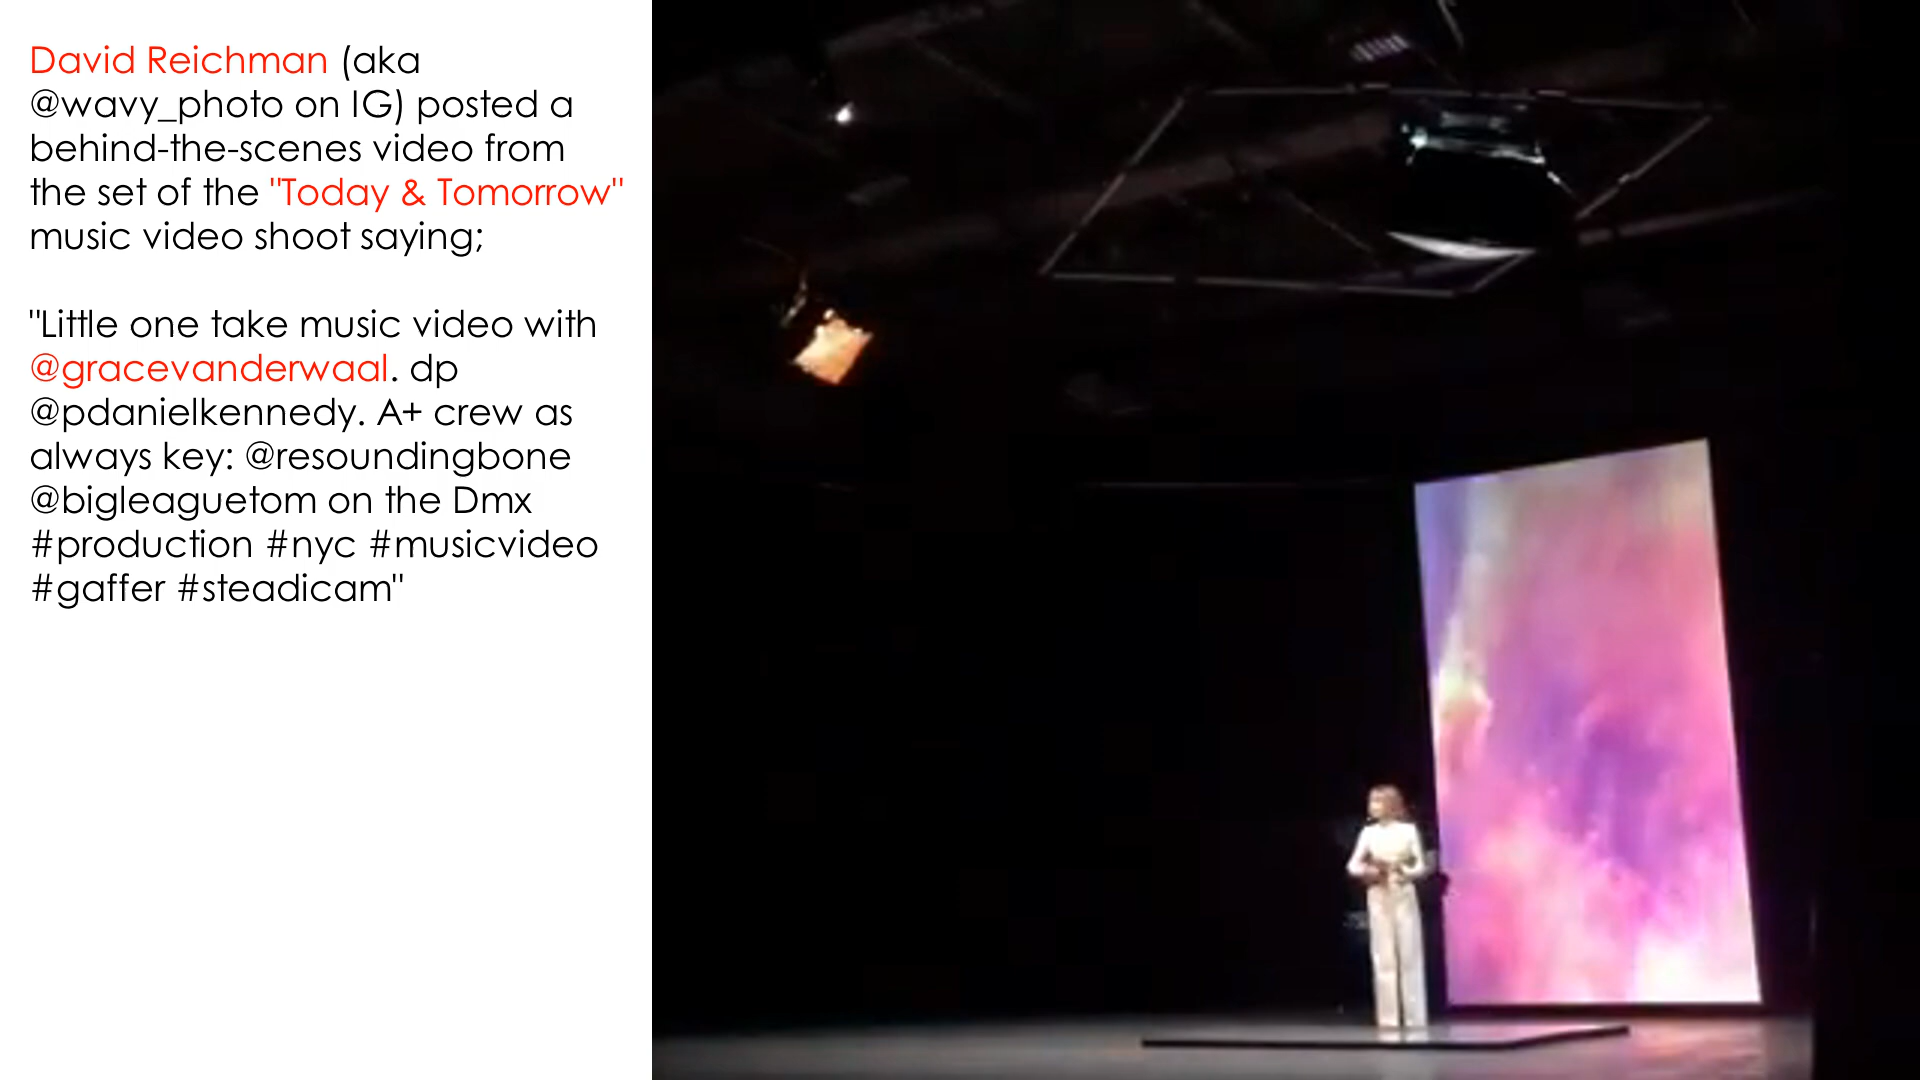 David Reichman (aka
@wavy_photo on IG) posted a
behind-the-scenes video from
the set of the "Today & Tomorrow"
music video shoot saying;
"Little one take music video with
@gracevanderwaal. dp
@pdanielkennedy. A+ crew as
always key: @resoundingbone
@bigleaguetom on the Dmx
#production #nyc #musicvideo
#gaffer #steadicam"